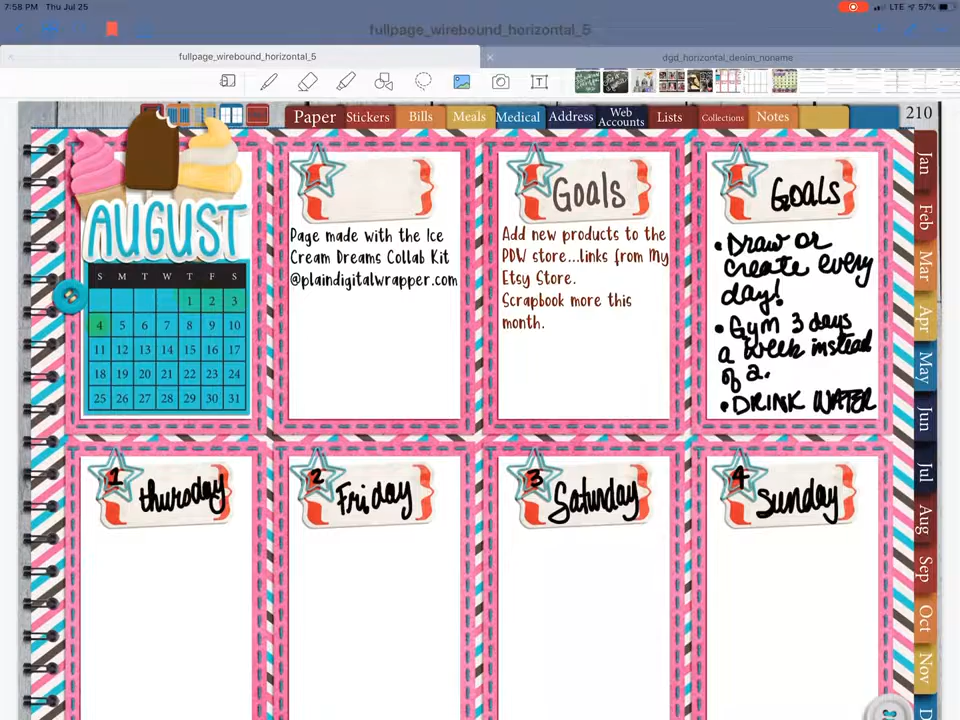 7:58 PM Thu Jul 25
LTE 57%
fullpage_wirebound_horizontal_5
fullpage_wirebound_horizontal_5
dgd_horizontal_denim_noname
Paper Stickers Bills Meals Medical Address Web Accounts Lists Collections Notes
210
AUGUST
S M T W T F S
1 2 3
4 5 6 7 8 9 10
11 12 13 14 15 16 17
18 19 20 21 22 23 24
25 26 27 28 29 30 31
Page made with the Ice
Cream Dreams Collab Kit
@plaindigitalwrapper.com
Goals
Add new products to the
PDW store...links from My
Etsy Store.
Scrapbook more this
month.
GOALS
• Draw or
create every
day!
• Gym 3 days
a week instead
of 2.
• DRINK WATER
1 thursday
2 Friday
3 Saturday
4 Sunday
Jan
Feb
Mar
Apr
May
Jun
Jul
Aug
Sep
Oct
Nov
D